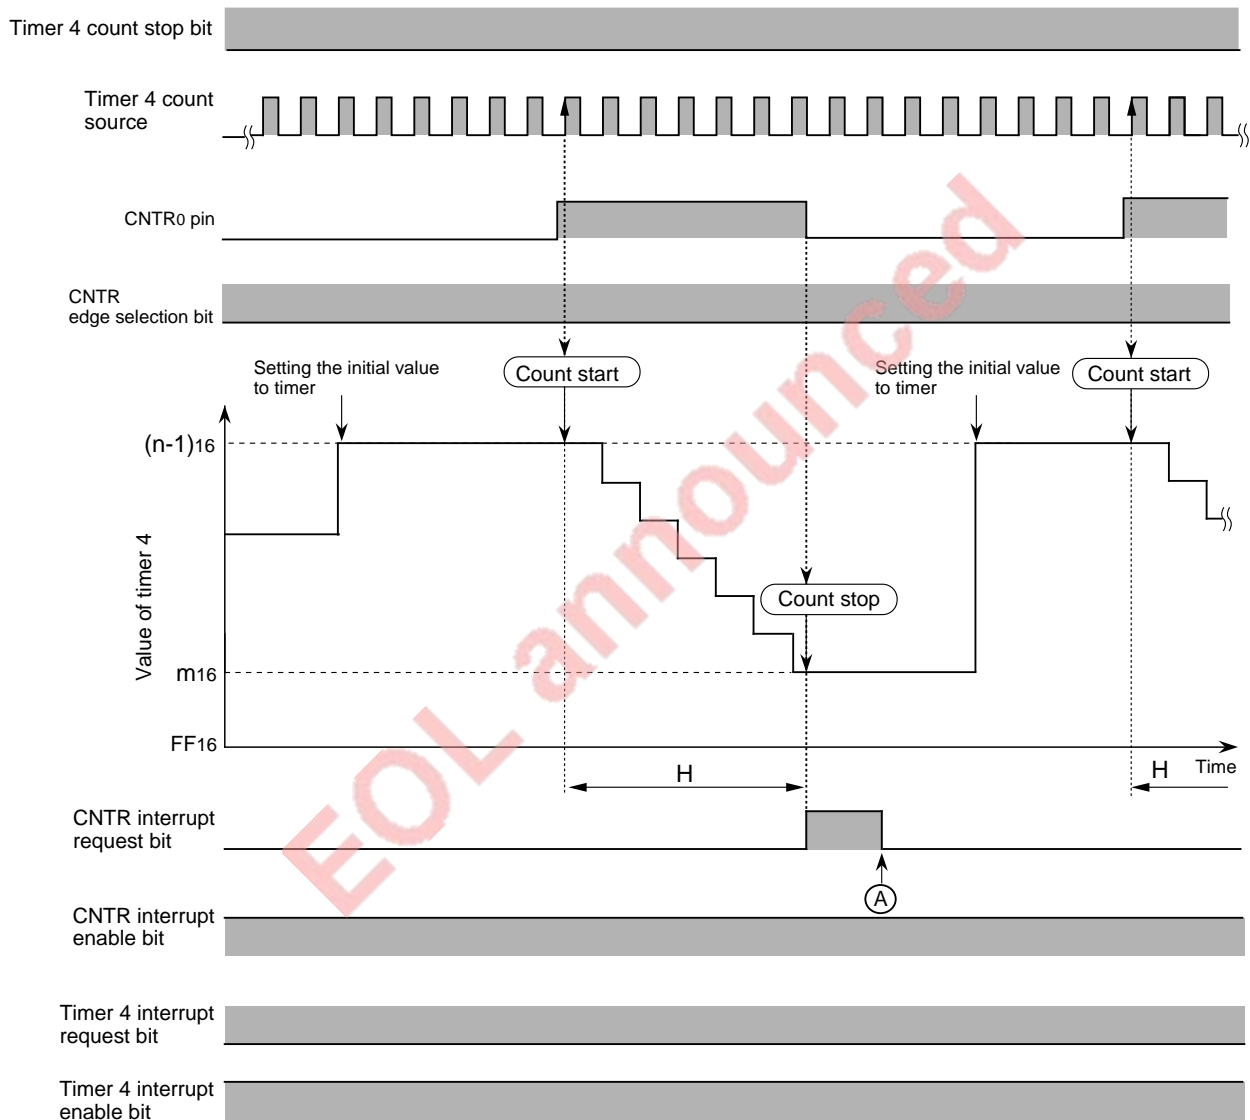 Timer 4 count stop bit
Timer 4 count
source
CNTR0 pin
CNTR
edge selection bit
Setting the initial value
to timer
Count start
Setting the initial value
to timer
Count start
(n-1)16
Value of timer 4
Count stop
m16
FF16
H
H
Time
CNTR interrupt
request bit
A
CNTR interrupt
enable bit
Timer 4 interrupt
request bit
Timer 4 interrupt
enable bit
EOL announced